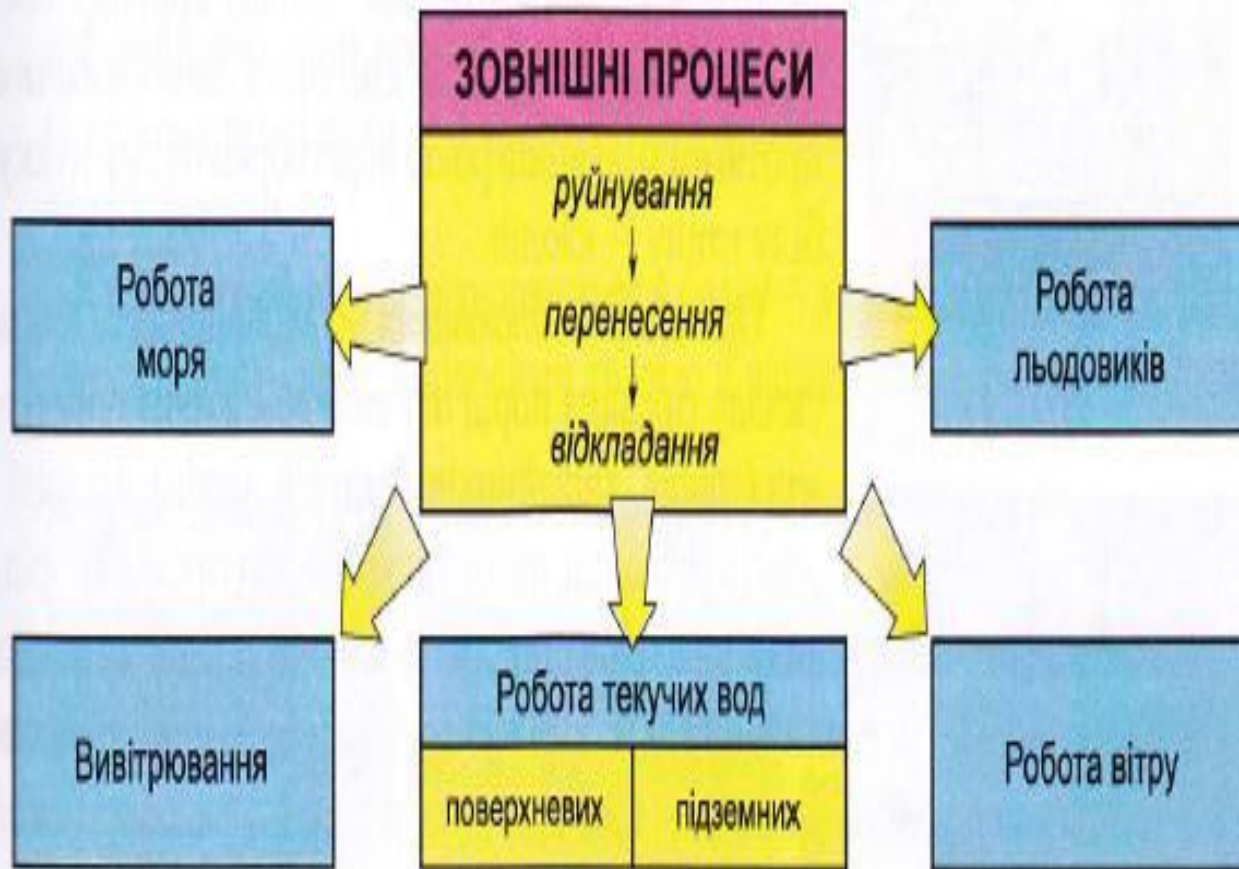 ЗОВНІШНІ ПРОЦЕСИ
руйнування
перенесення
відкладання
Робота
моря
Робота
льодовиків
Вивітрювання
Робота текучих вод
поверхневих
підземних
Робота вітру